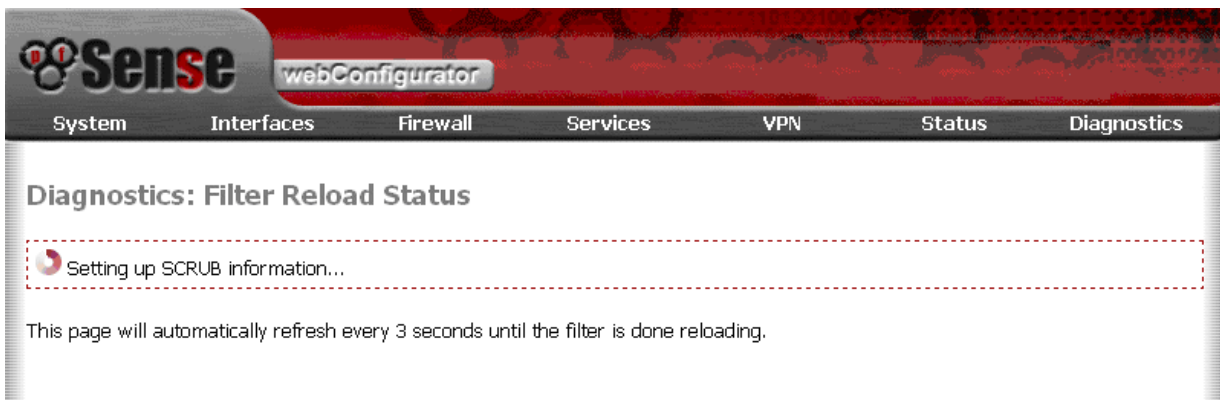 pfSense
webConfigurator
System Interfaces Firewall Services VPN Status Diagnostics
Diagnostics: Filter Reload Status
Setting up SCRUB information...
This page will automatically refresh every 3 seconds until the filter is done reloading.